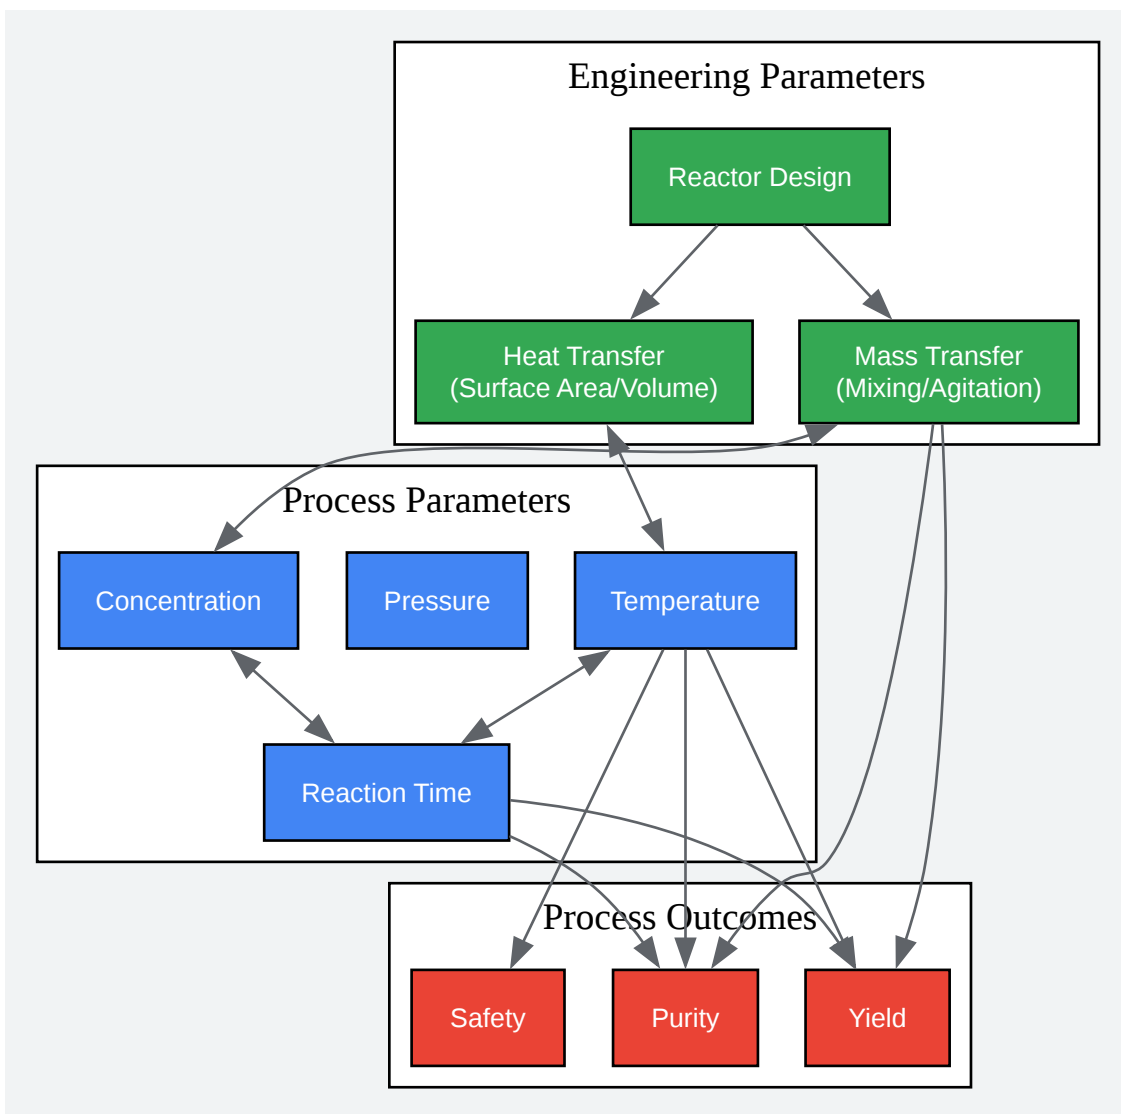 Engineering Parameters
Reactor Design
Heat Transfer
(Surface Area/Volume)
Mass Transfer
(Mixing/Agitation)
Process Parameters
Concentration
Pressure
Temperature
Reaction Time
Process Outcomes
Safety
Purity
Yield